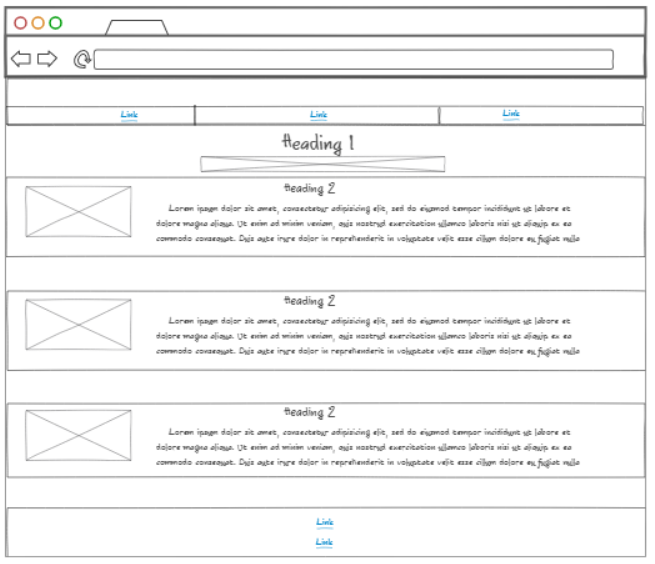 Link Link Link
Heading 1
Heading 2
Lorem ipsum dolor sit amet, consectetur adipisicing elit, sed do eiusmod tempor incididunt ut labore et
dolore magna aliqua. Ut enim ad minim veniam, quis nostrud exercitation ullamco laboris nisi ut aliquip ex ea
commodo consequat. Duis aute irure dolor in reprehenderit in voluptate velit esse cillum dolore eu fugiat nulla
Heading 2
Lorem ipsum dolor sit amet, consectetur adipisicing elit, sed do eiusmod tempor incididunt ut labore et
dolore magna aliqua. Ut enim ad minim veniam, quis nostrud exercitation ullamco laboris nisi ut aliquip ex ea
commodo consequat. Duis aute irure dolor in reprehenderit in voluptate velit esse cillum dolore eu fugiat nulla
Heading 2
Lorem ipsum dolor sit amet, consectetur adipisicing elit, sed do eiusmod tempor incididunt ut labore et
dolore magna aliqua. Ut enim ad minim veniam, quis nostrud exercitation ullamco laboris nisi ut aliquip ex ea
commodo consequat. Duis aute irure dolor in reprehenderit in voluptate velit esse cillum dolore eu fugiat nulla
Link
Link